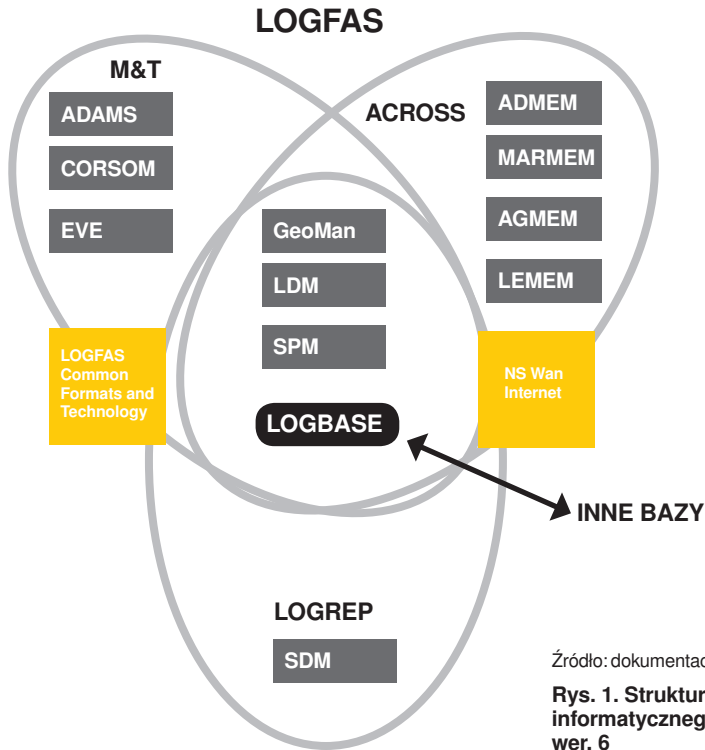 LOGFAS
M&T
ADAMS
CORSOM
EVE
ACROSS
ADMEM
MARMEM
AGMEM
LEMEM
GeoMan
LDM
SPM
LOGBASE
LOGFAS
Common
Formats and
Technology
NS Wan
Internet
INNE BAZY
LOGREP
SDM
Źródło: dokumentac
Rys. 1. Struktur
informatyczneg
wer. 6